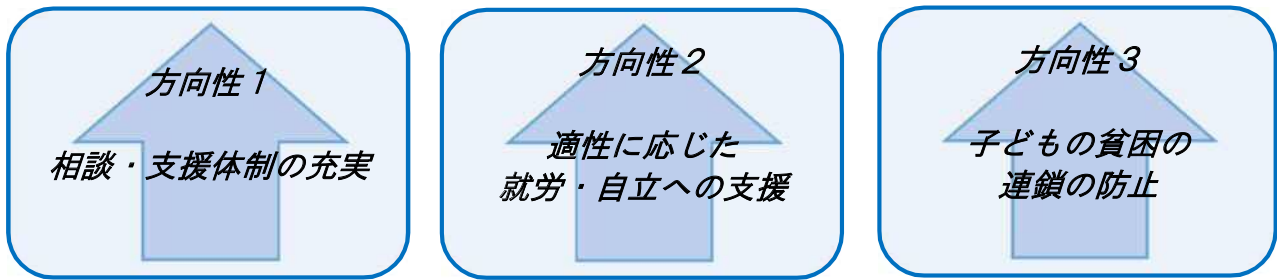 方向性１
相談・支援体制の充実
方向性２
適性に応じた
就労・自立への支援
方向性３
子どもの貧困の
連鎖の防止